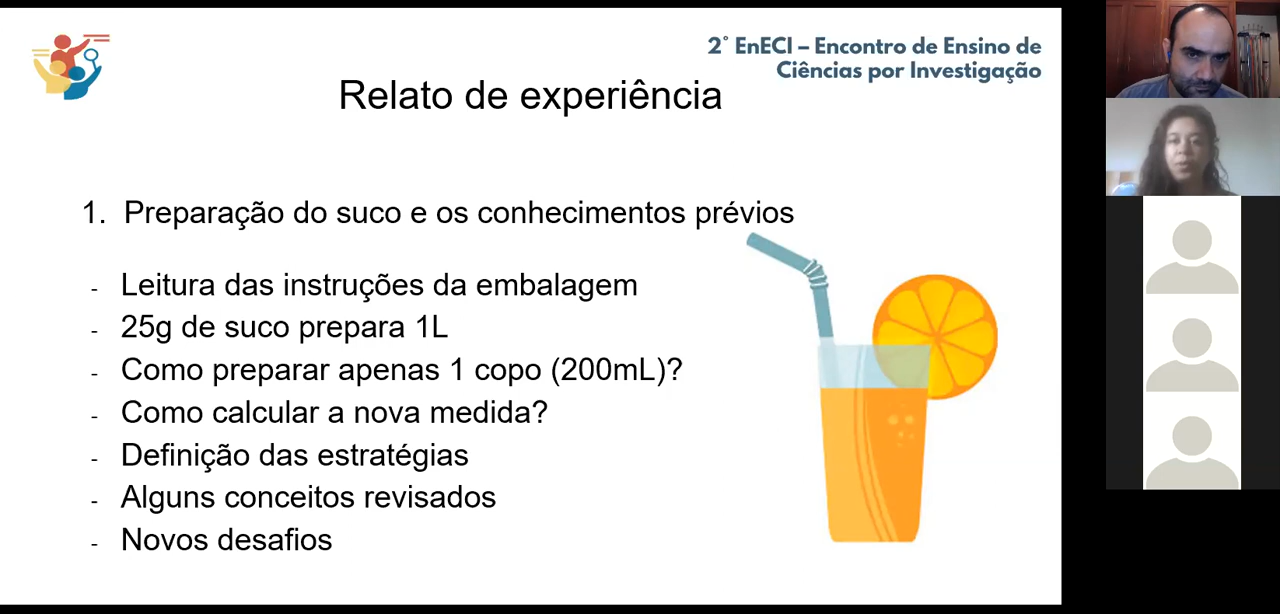 2° EnECI – Encontro de Ensino de
Ciências por Investigação
Relato de experiência
1. Preparação do suco e os conhecimentos prévios
- Leitura das instruções da embalagem
- 25g de suco prepara 1L
- Como preparar apenas 1 copo (200mL)?
- Como calcular a nova medida?
- Definição das estratégias
- Alguns conceitos revisados
- Novos desafios